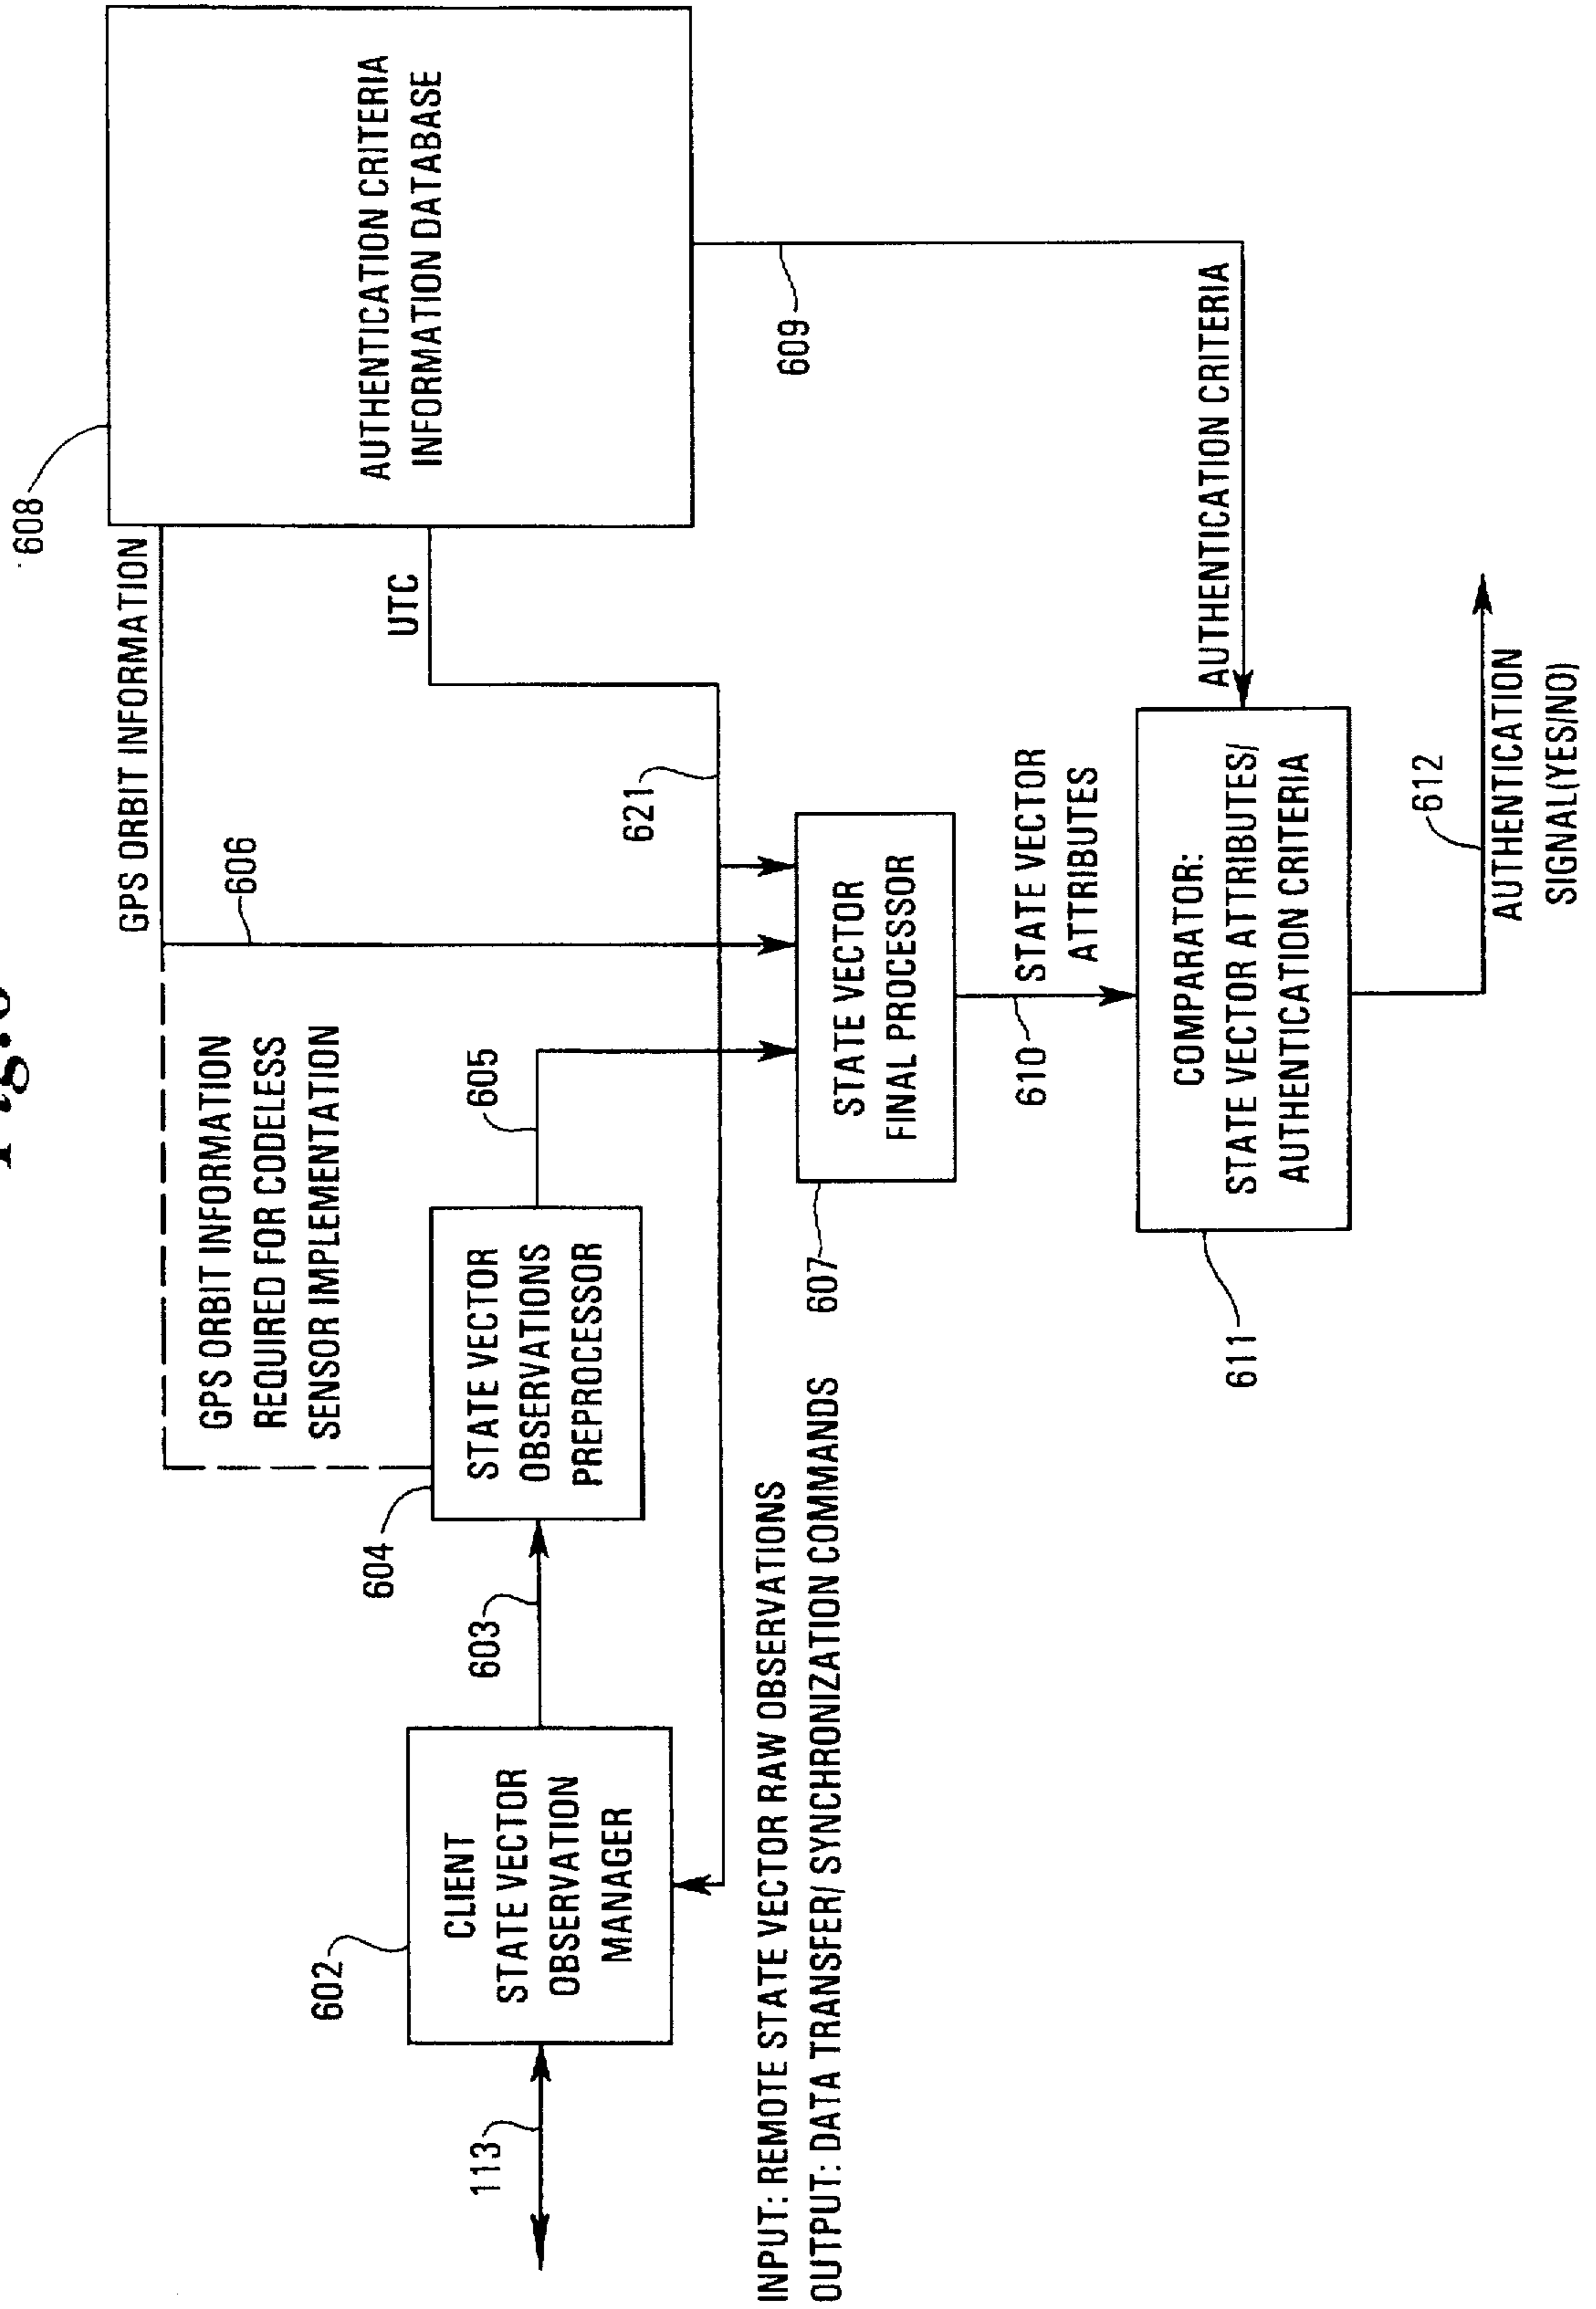 608
GPS ORBIT INFORMATION
AUTHENTICATION CRITERIA
INFORMATION DATABASE
UTC
606
GPS ORBIT INFORMATION
REQUIRED FOR CODELESS
SENSOR IMPLEMENTATION
602
CLIENT
STATE VECTOR
OBSERVATION
MANAGER
113
603
604
STATE VECTOR
OBSERVATIONS
PREPROCESSOR
605
621
609
INPUT: REMOTE STATE VECTOR RAW OBSERVATIONS
OUTPUT: DATA TRANSFER/ SYNCHRONIZATION COMMANDS
607
STATE VECTOR
FINAL PROCESSOR
610
STATE VECTOR
ATTRIBUTES
AUTHENTICATION CRITERIA
611
COMPARATOR:
STATE VECTOR ATTRIBUTES/
AUTHENTICATION CRITERIA
612
AUTHENTICATION
SIGNAL(YES/NO)